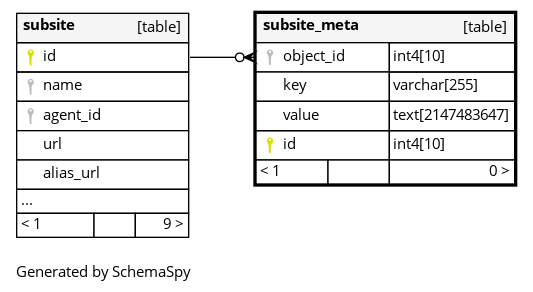 subsite [table]
id
name
agent_id
url
alias_url
...
< 1 9 >
subsite_meta [table]
object_id int4[10]
key varchar[255]
value text[2147483647]
id int4[10]
< 1 0 >
Generated by SchemaSpy